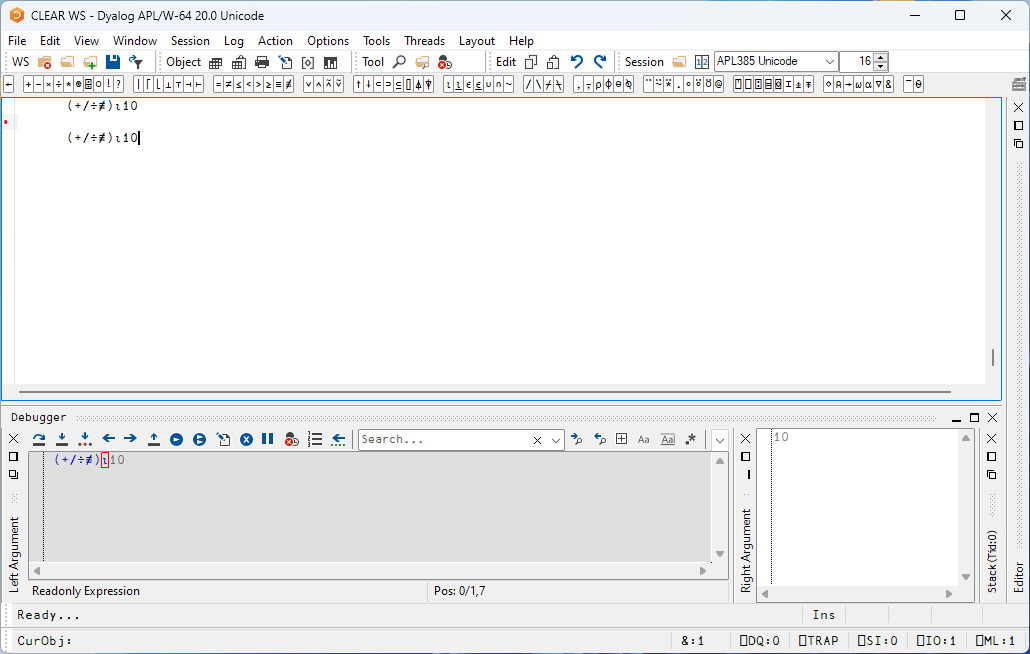 CLEAR WS - Dyalog APL/W-64 20.0 Unicode
File Edit View Window Session Log Action Options Tools Threads Layout Help
WS Object Tool Edit Session APL385 Unicode 16
← +-×÷*⍟⌹○!? |⌈⌊⊥⊤⊣⊢ =≠≤<>≥≡≢ ∨∧⍲⍱ ↑↓⊂⊃⊆⌷⍋⍒ ⍳⍸∊⍷∪∩~ /\⌿⍀ ,⍪⍴⌽⊖⍉ ¨⍨⍣.∘⍤⍥@ ⍞⎕⍠⌸⌺⌶⍎⍕ ⋄⍝→⍵⍺∇& ¯⍬
(+/÷≢)⍳10
(+/÷≢)⍳10
Debugger
Search...
Aa Aa .*
Left Argument
(+/÷≢)⍳10
Readonly Expression Pos: 0/1,7
Right Argument
10
Stack (Tid:0)
Editor
Ready... Ins
CurObj: &:1 ⎕DQ:0 ⎕TRAP ⎕SI:0 ⎕IO:1 ⎕ML:1